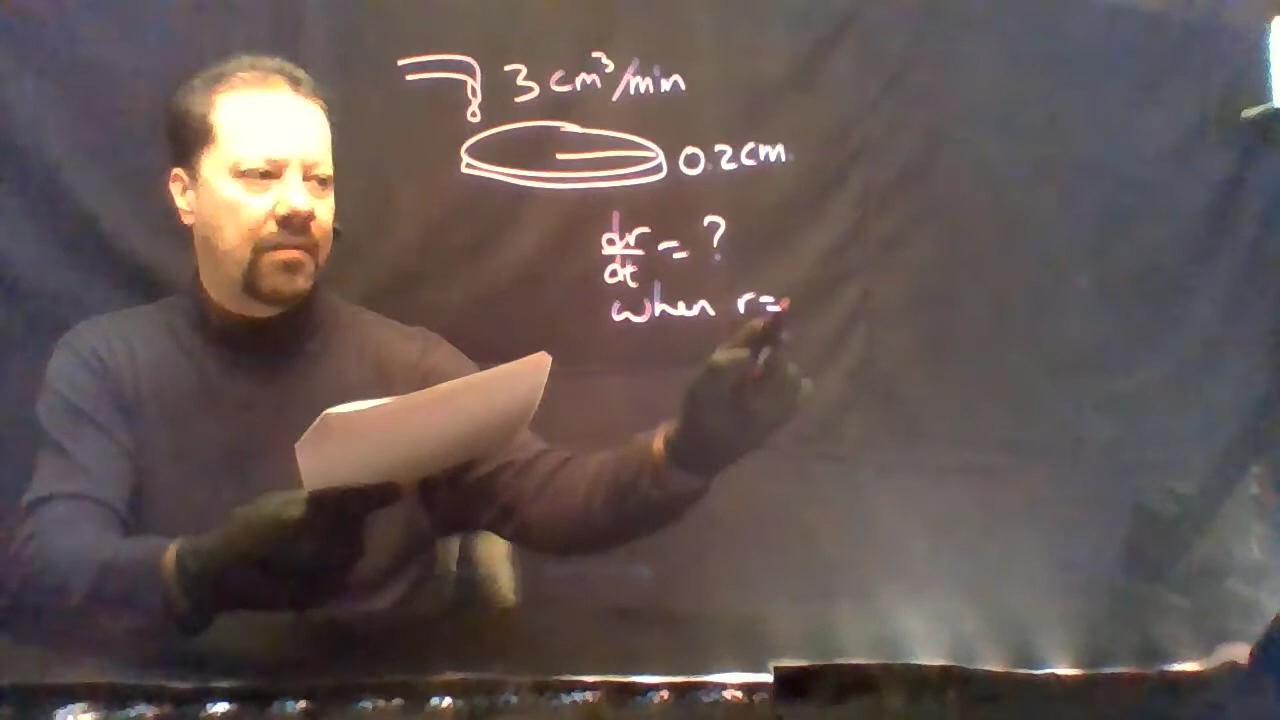 3 cm³/min
0.2cm
dr/dt = ?
when r=